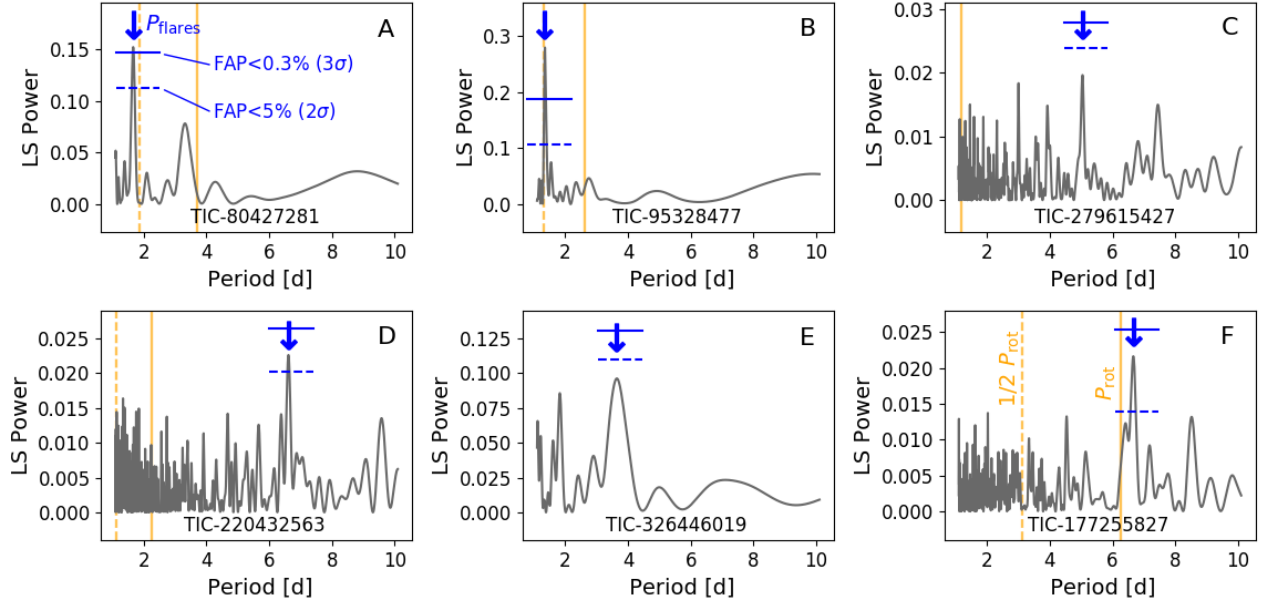 A
P_flares
FAP<0.3% (3σ)
FAP<5% (2σ)
0.15
0.10
0.05
0.00
LS Power
TIC-80427281
2 4 6 8 10
Period [d]
B
0.3
0.2
0.1
0.0
LS Power
TIC-95328477
2 4 6 8 10
Period [d]
C
0.03
0.02
0.01
0.00
LS Power
TIC-279615427
2 4 6 8 10
Period [d]
D
0.025
0.020
0.015
0.010
0.005
0.000
LS Power
TIC-220432563
2 4 6 8 10
Period [d]
E
0.125
0.100
0.075
0.050
0.025
0.000
LS Power
TIC-326446019
2 4 6 8 10
Period [d]
F
1/2 P_rot
P_rot
0.025
0.020
0.015
0.010
0.005
0.000
LS Power
TIC-177255827
2 4 6 8 10
Period [d]